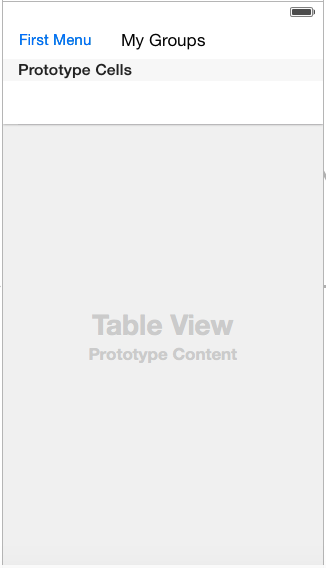 First Menu My Groups
Prototype Cells
Table View
Prototype Content